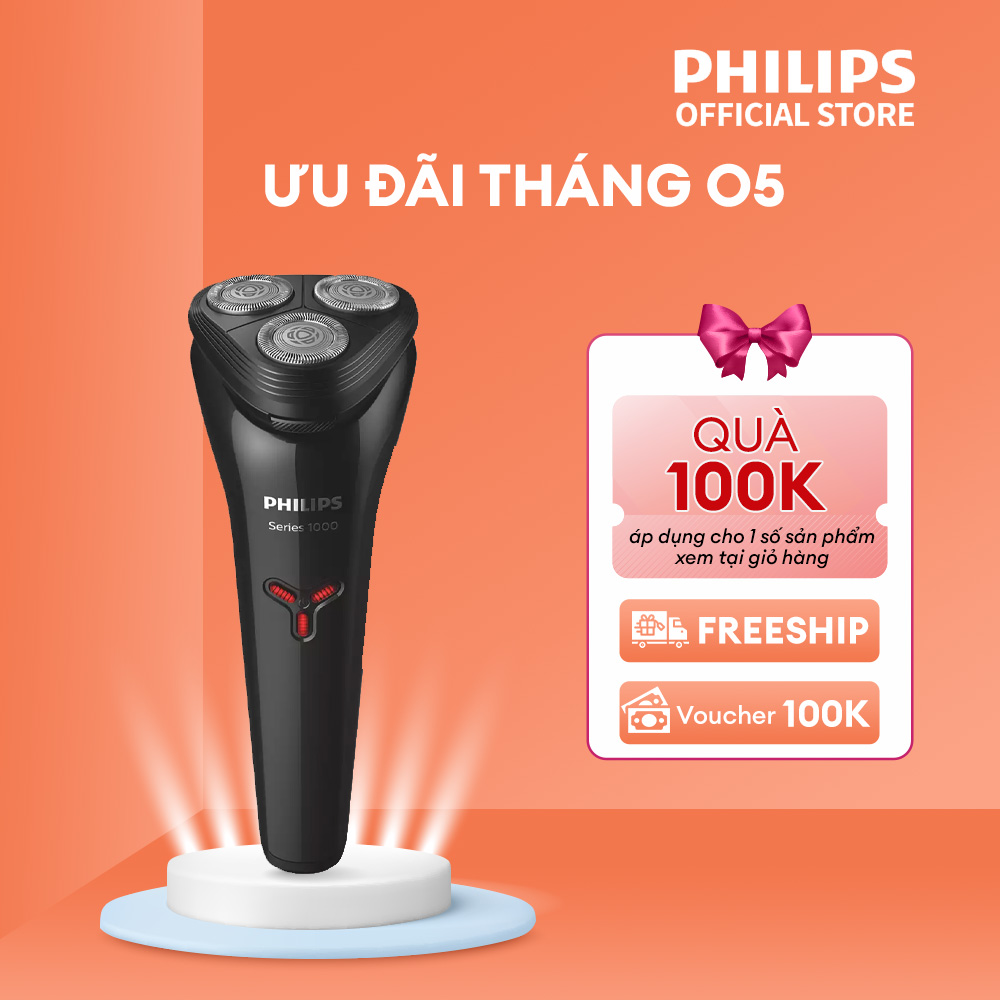 PHILIPS
OFFICIAL STORE
ƯU ĐÃI THÁNG 05
PHILIPS
Series 1000
QUÀ
100K
áp dụng cho 1 số sản phẩm
xem tại giỏ hàng
FREESHIP
Voucher 100K